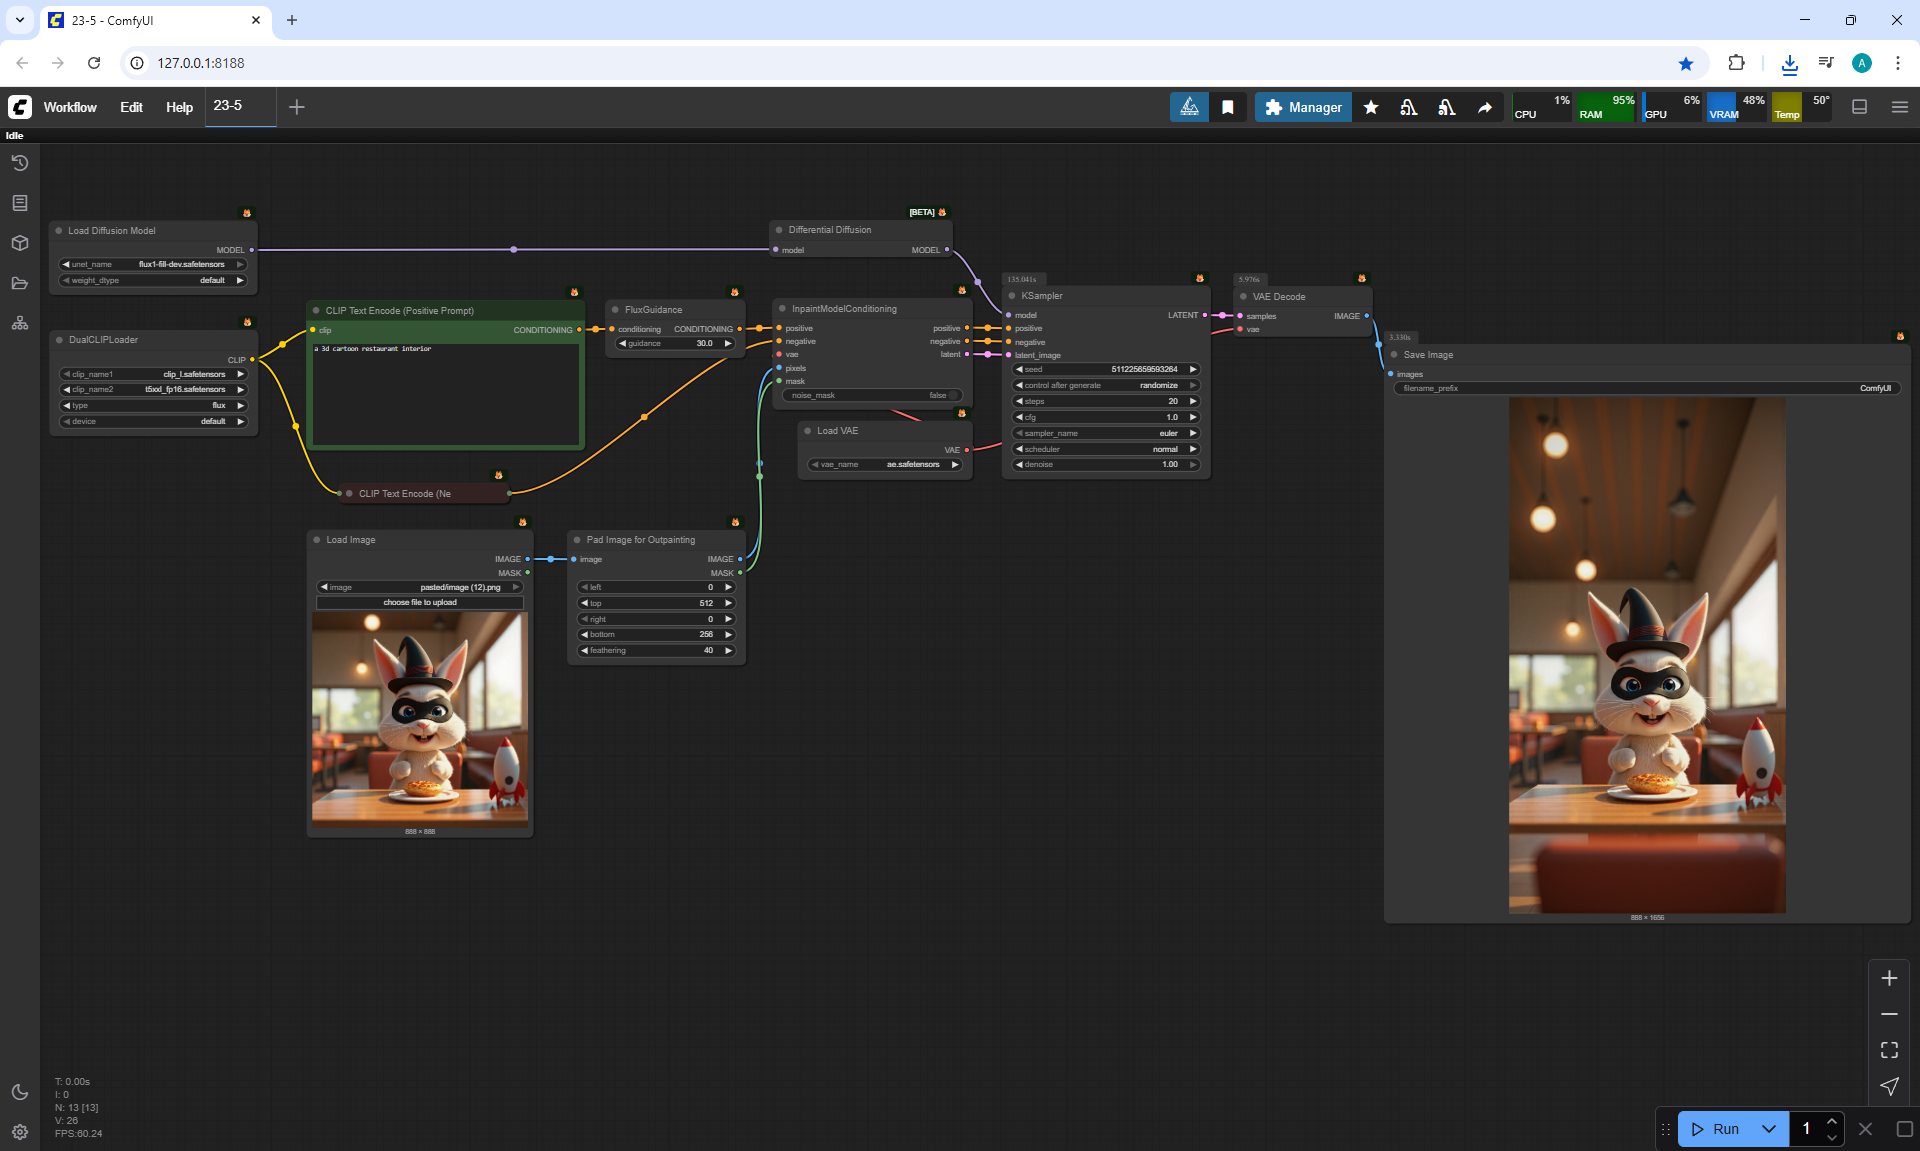 23-5 - ComfyUI
127.0.0.1:8188
A
Workflow
Edit
Help
23-5
Manager
1%
CPU
95%
RAM
6%
GPU
48%
VRAM
50°
Temp
Idle
Load Diffusion Model
MODEL
unet_name flux1-fill-dev.safetensors
weight_dtype default
DualCLIPLoader
CLIP
clip_name1 clip_l.safetensors
clip_name2 t5xxl_fp16.safetensors
type flux
device default
CLIP Text Encode (Positive Prompt)
clip CONDITIONING
a 3d cartoon restaurant interior
CLIP Text Encode (Ne
FluxGuidance
conditioning CONDITIONING
guidance 30.0
[BETA]
Differential Diffusion
model MODEL
InpaintModelConditioning
positive positive
negative negative
vae latent
pixels
mask
noise_mask false
Load VAE
VAE
vae_name ae.safetensors
135.041s
KSampler
model LATENT
positive
negative
latent_image
seed 511225659593264
control after generate randomize
steps 20
cfg 1.0
sampler_name euler
scheduler normal
denoise 1.00
5.976s
VAE Decode
samples IMAGE
vae
3.330s
Save Image
images
filename_prefix ComfyUI
888 × 1656
Load Image
IMAGE
MASK
image pasted/image (12).png
choose file to upload
888 × 888
Pad Image for Outpainting
image IMAGE
MASK
left 0
top 512
right 0
bottom 256
feathering 40
T: 0.00s
I: 0
N: 13 [13]
V: 26
FPS:60.24
Run
1